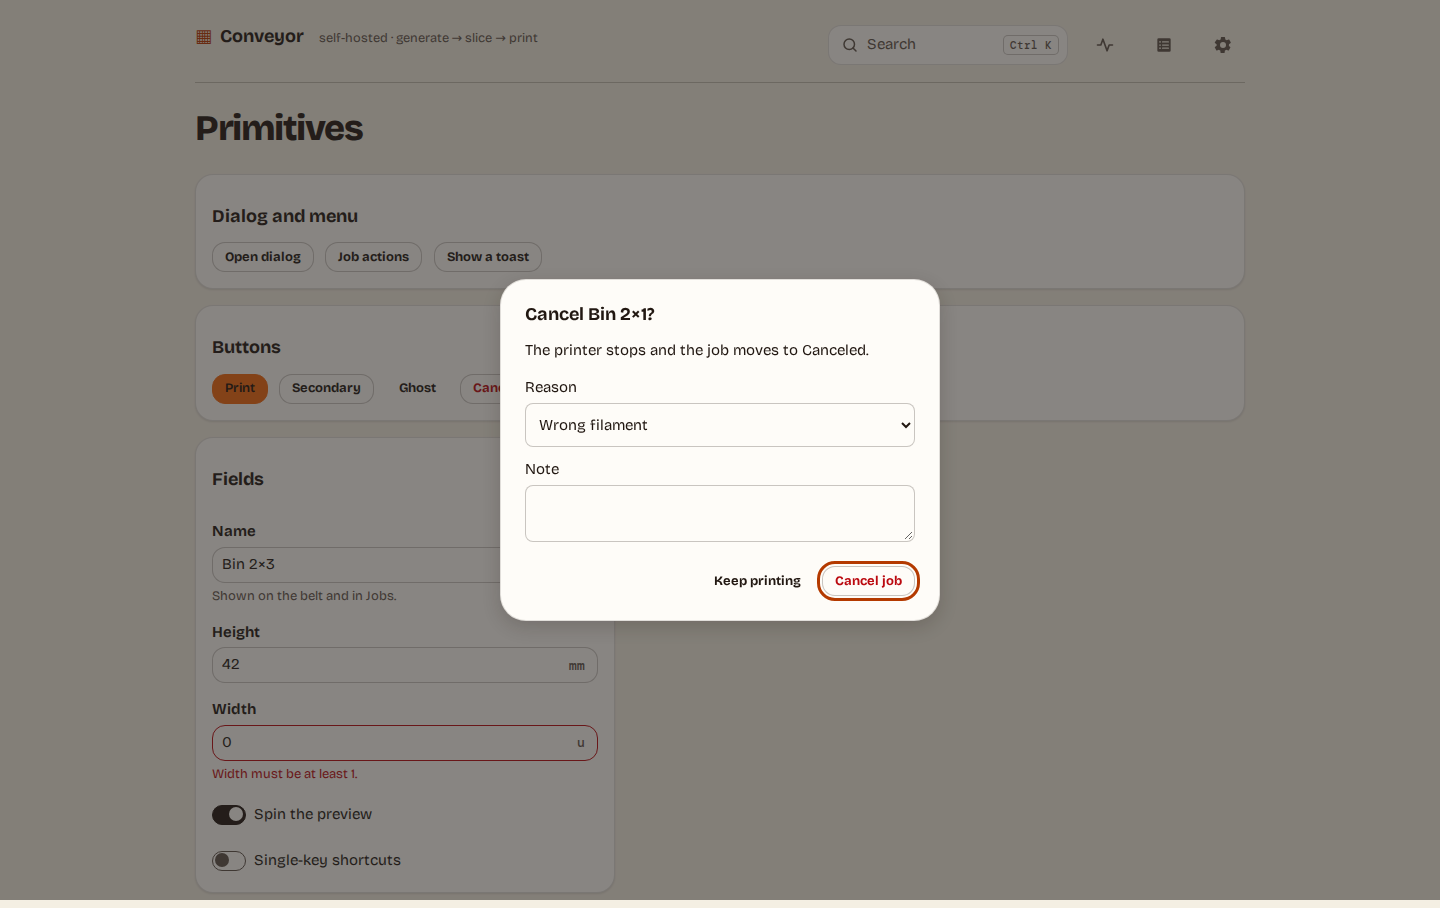 Conveyor self-hosted · generate → slice → print
Search Ctrl K
Primitives
Dialog and menu
Open dialog Job actions Show a toast
Buttons
Print Secondary Ghost
Cancel Bin 2×1?
The printer stops and the job moves to Canceled.
Reason
Wrong filament
Note
Keep printing Cancel job
Fields
Name
Bin 2×3
Shown on the belt and in Jobs.
Height
42 mm
Width
0 u
Width must be at least 1.
Spin the preview
Single-key shortcuts